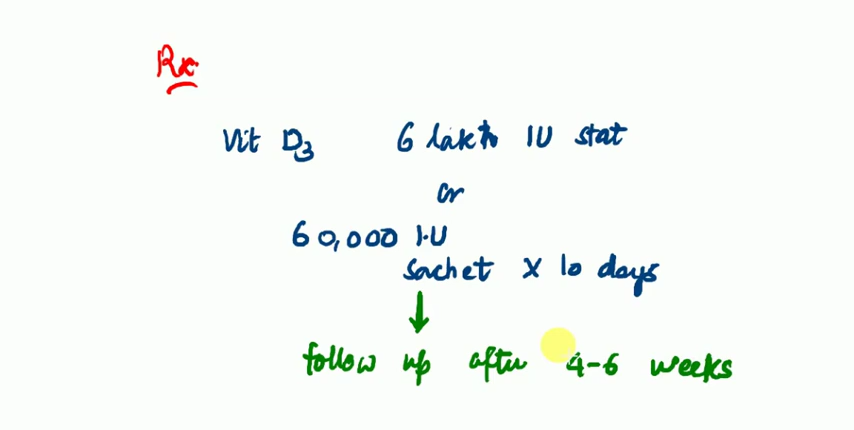 Rx
Vit D3 6 lakh IU stat
or
60,000 I.U
sachet x 10 days
follow up after 4-6 weeks